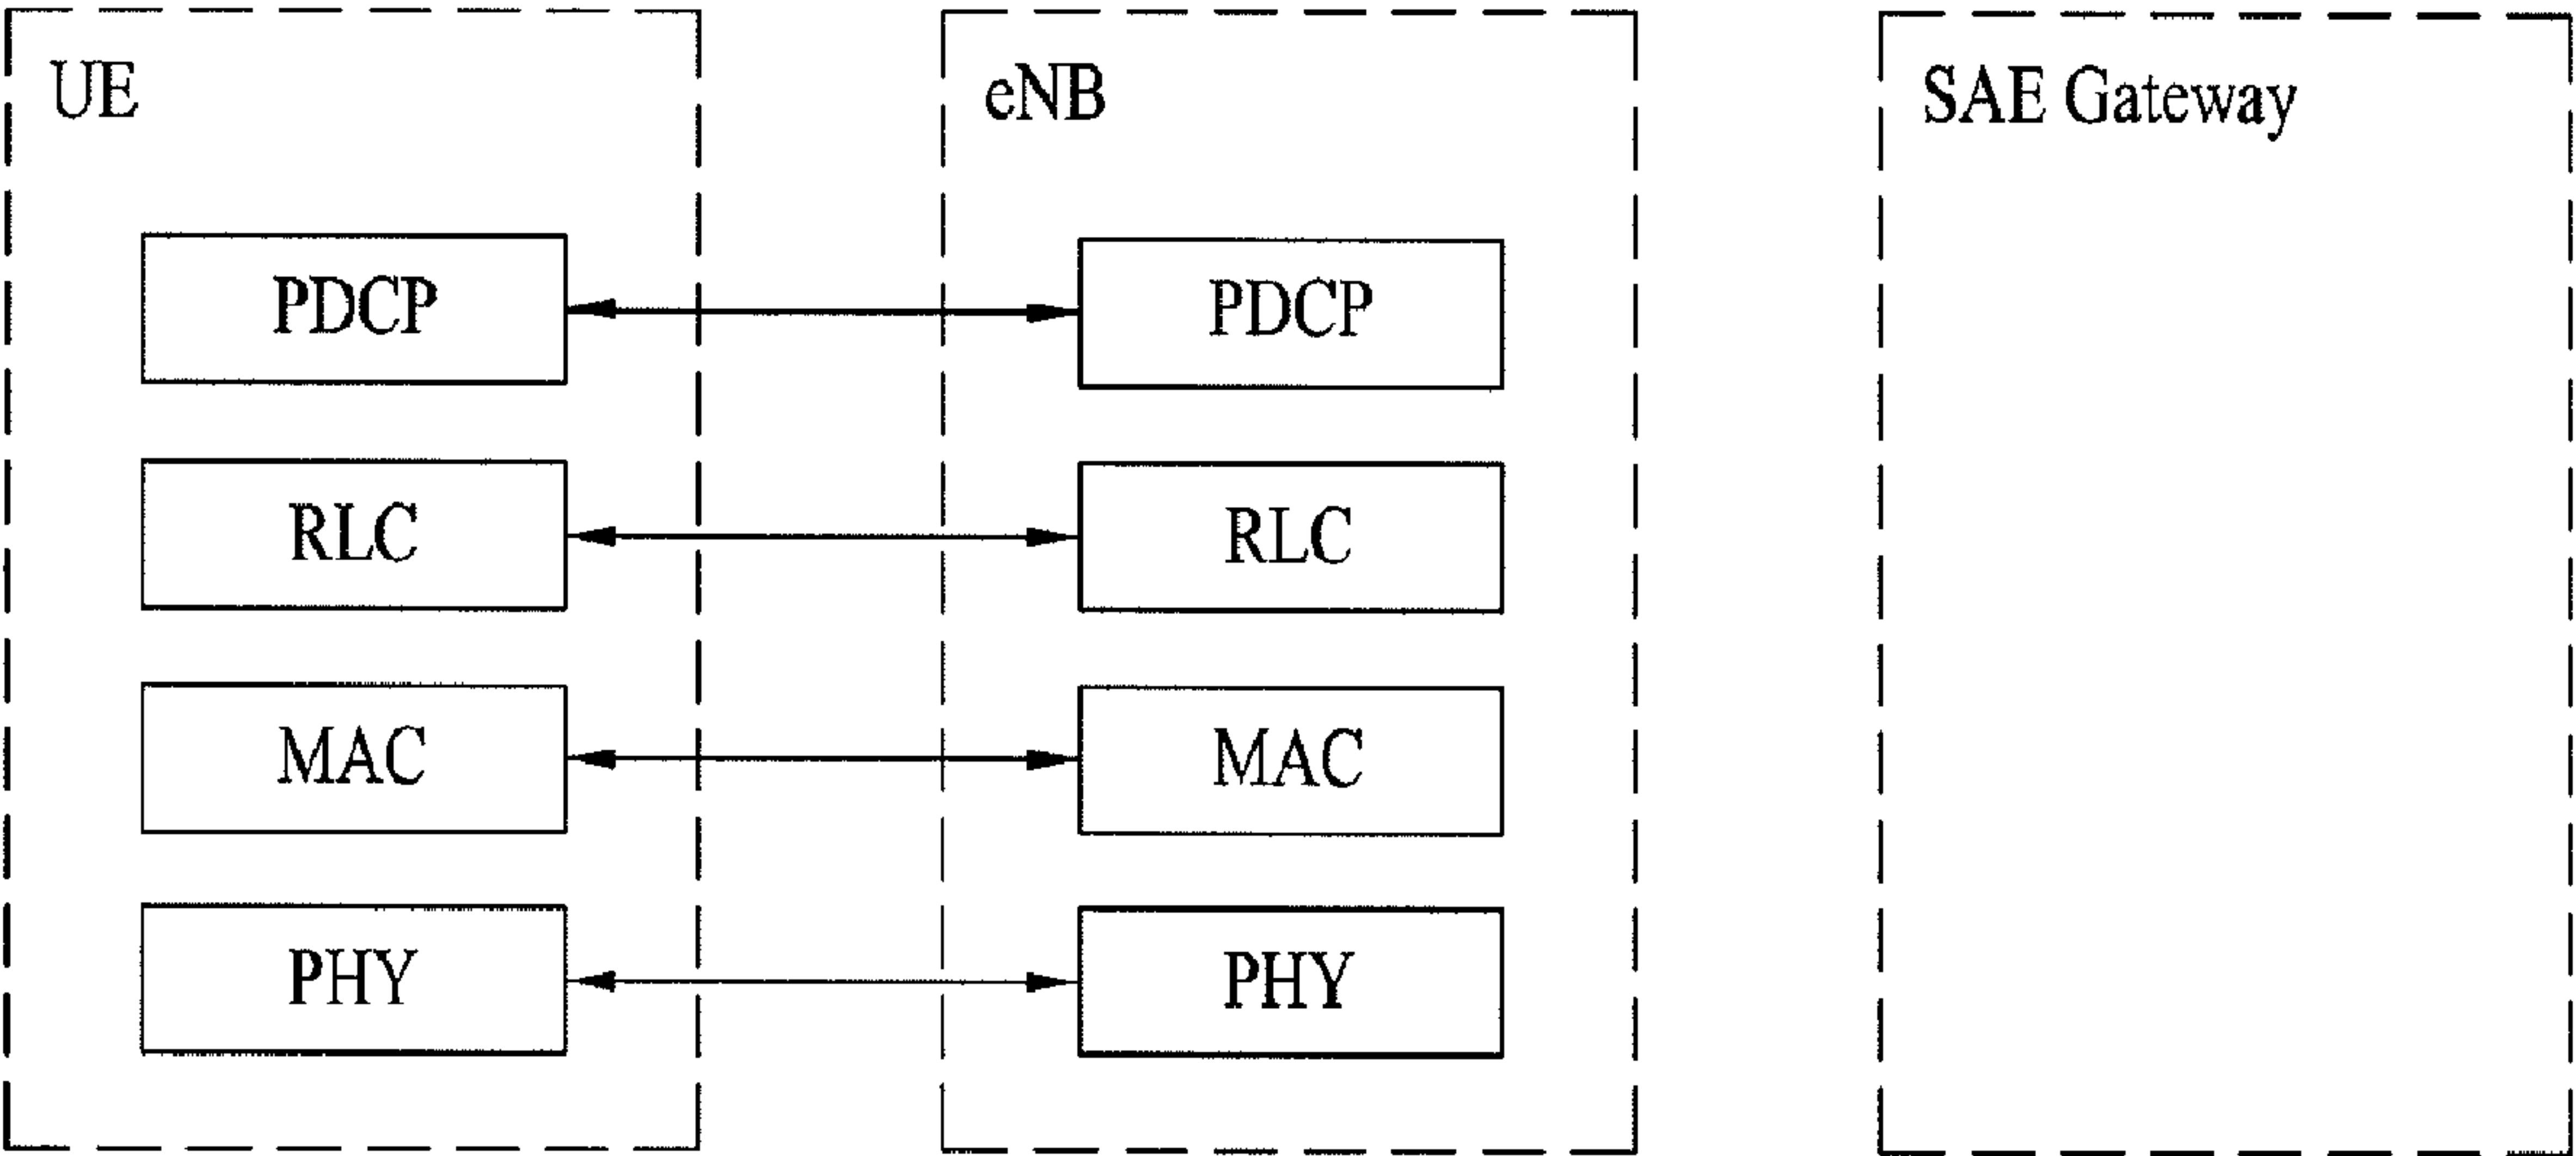 UE
eNB
SAE Gateway
PDCP
PDCP
RLC
RLC
MAC
MAC
PHY
PHY